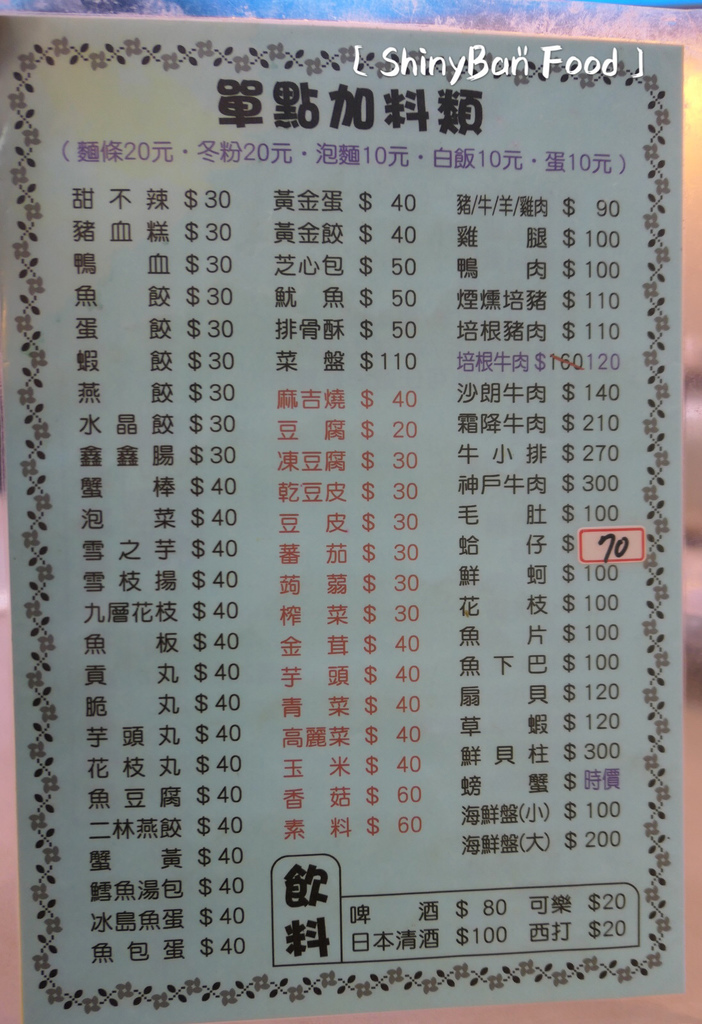 [ ShinyBan Food ]
單點加料類
(麵條20元・冬粉20元・泡麵10元・白飯10元・蛋10元)
甜不辣 $30
豬血糕 $30
鴨血 $30
魚餃 $30
蛋餃 $30
蝦餃 $30
燕餃 $30
水晶餃 $30
鑫鑫腸 $30
蟹棒 $40
泡菜 $40
雪之芋 $40
雪枝揚 $40
九層花枝 $40
魚板 $40
貢丸 $40
脆丸 $40
芋頭丸 $40
花枝丸 $40
魚豆腐 $40
二林燕餃 $40
蟹黃 $40
鱈魚湯包 $40
冰島魚蛋 $40
魚包蛋 $40
黃金蛋 $ 40
黃金餃 $ 40
芝心包 $ 50
魷魚 $ 50
排骨酥 $ 50
菜盤 $110
麻吉燒 $ 40
豆腐 $ 20
凍豆腐 $ 30
乾豆皮 $ 30
豆皮 $ 30
蕃茄 $ 30
蒟蒻 $ 30
榨菜 $ 30
金茸 $ 40
芋頭 $ 40
青菜 $ 40
高麗菜 $ 40
玉米 $ 40
香菇 $ 60
素料 $ 60
豬/牛/羊/雞肉 $ 90
雞腿 $100
鴨肉 $100
煙燻培豬 $110
培根豬肉 $110
培根牛肉 $160120
沙朗牛肉 $140
霜降牛肉 $210
牛小排 $270
神戶牛肉 $300
毛肚 $100
蛤仔 $ 70
鮮蚵 $100
花枝 $100
魚片 $100
魚下巴 $100
扇貝 $120
草蝦 $120
鮮貝柱 $300
螃蟹 $ 時價
海鮮盤(小) $100
海鮮盤(大) $200
飲料
啤酒 $ 80 可樂 $20
日本清酒 $100 西打 $20